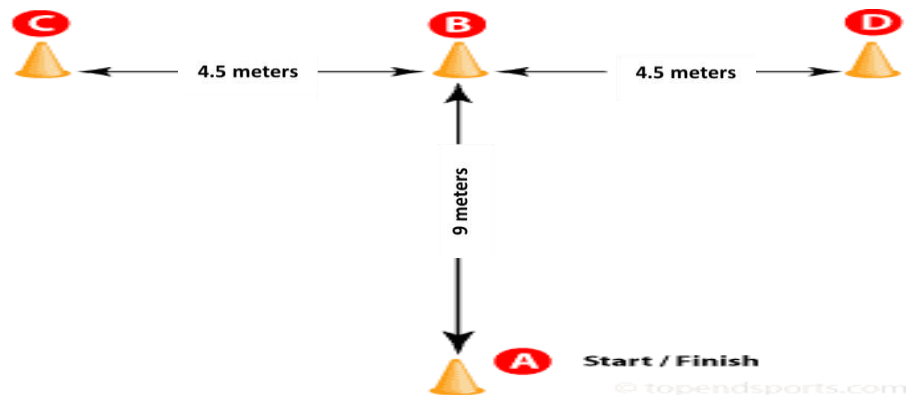 C
B
D
4.5 meters
4.5 meters
9 meters
A
Start / Finish
© topendsports.com